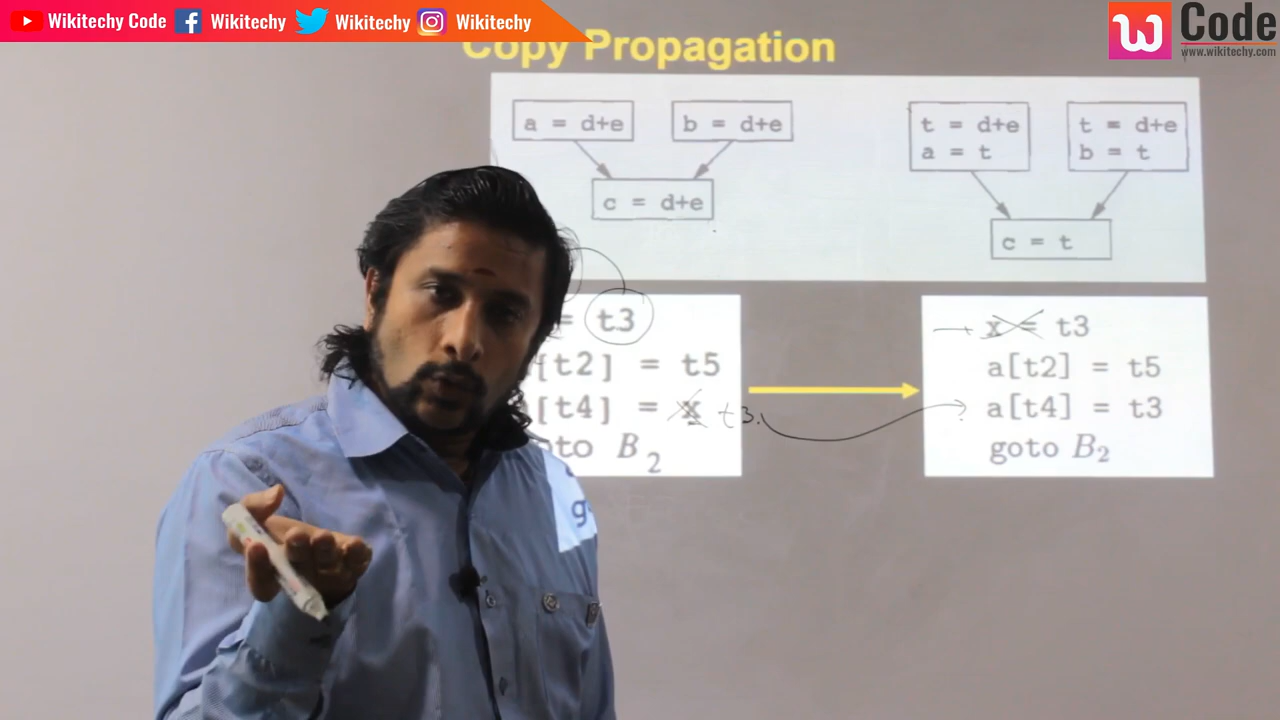 Wikitechy Code Wikitechy Wikitechy Wikitechy
W Code
www.wikitechy.com
Copy Propagation
a = d+e b = d+e
c = d+e
t = d+e t = d+e
a = t b = t
c = t
= t3
[t2] = t5
[t4] = x t3.
goto B2
x = t3
a[t2] = t5
a[t4] = t3
goto B2
g